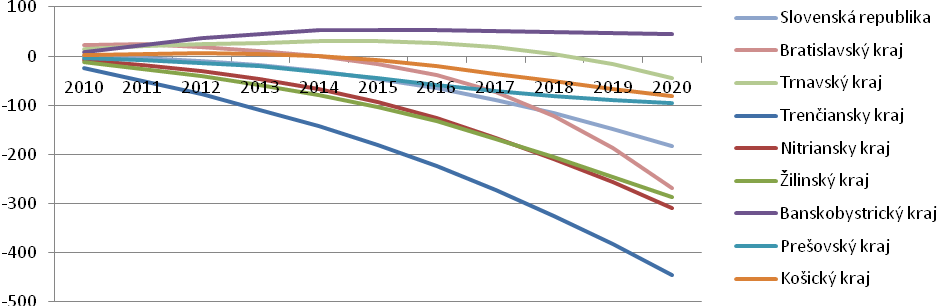 100
0
-100
-200
-300
-400
-500
2010 2011 2012 2013 2014 2015 2016 2017 2018 2019 2020
Slovenská republika
Bratislavský kraj
Trnavský kraj
Trenčiansky kraj
Nitriansky kraj
Žilinský kraj
Banskobystrický kraj
Prešovský kraj
Košický kraj